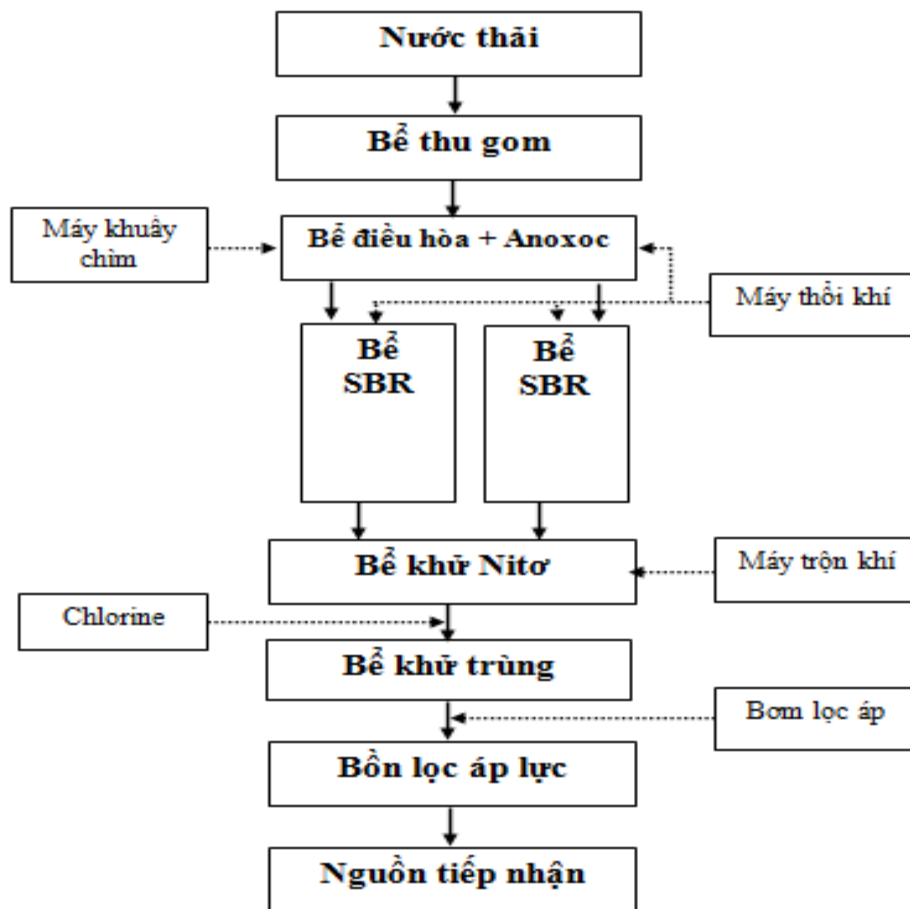 Nước thải
Bể thu gom
Máy khuấy
chìm
Bể điều hòa + Anoxoc
Máy thổi khí
Bể
SBR
Bể
SBR
Bể khử Nitơ
Máy trộn khí
Chlorine
Bể khử trùng
Bơm lọc áp
Bồn lọc áp lực
Nguồn tiếp nhận